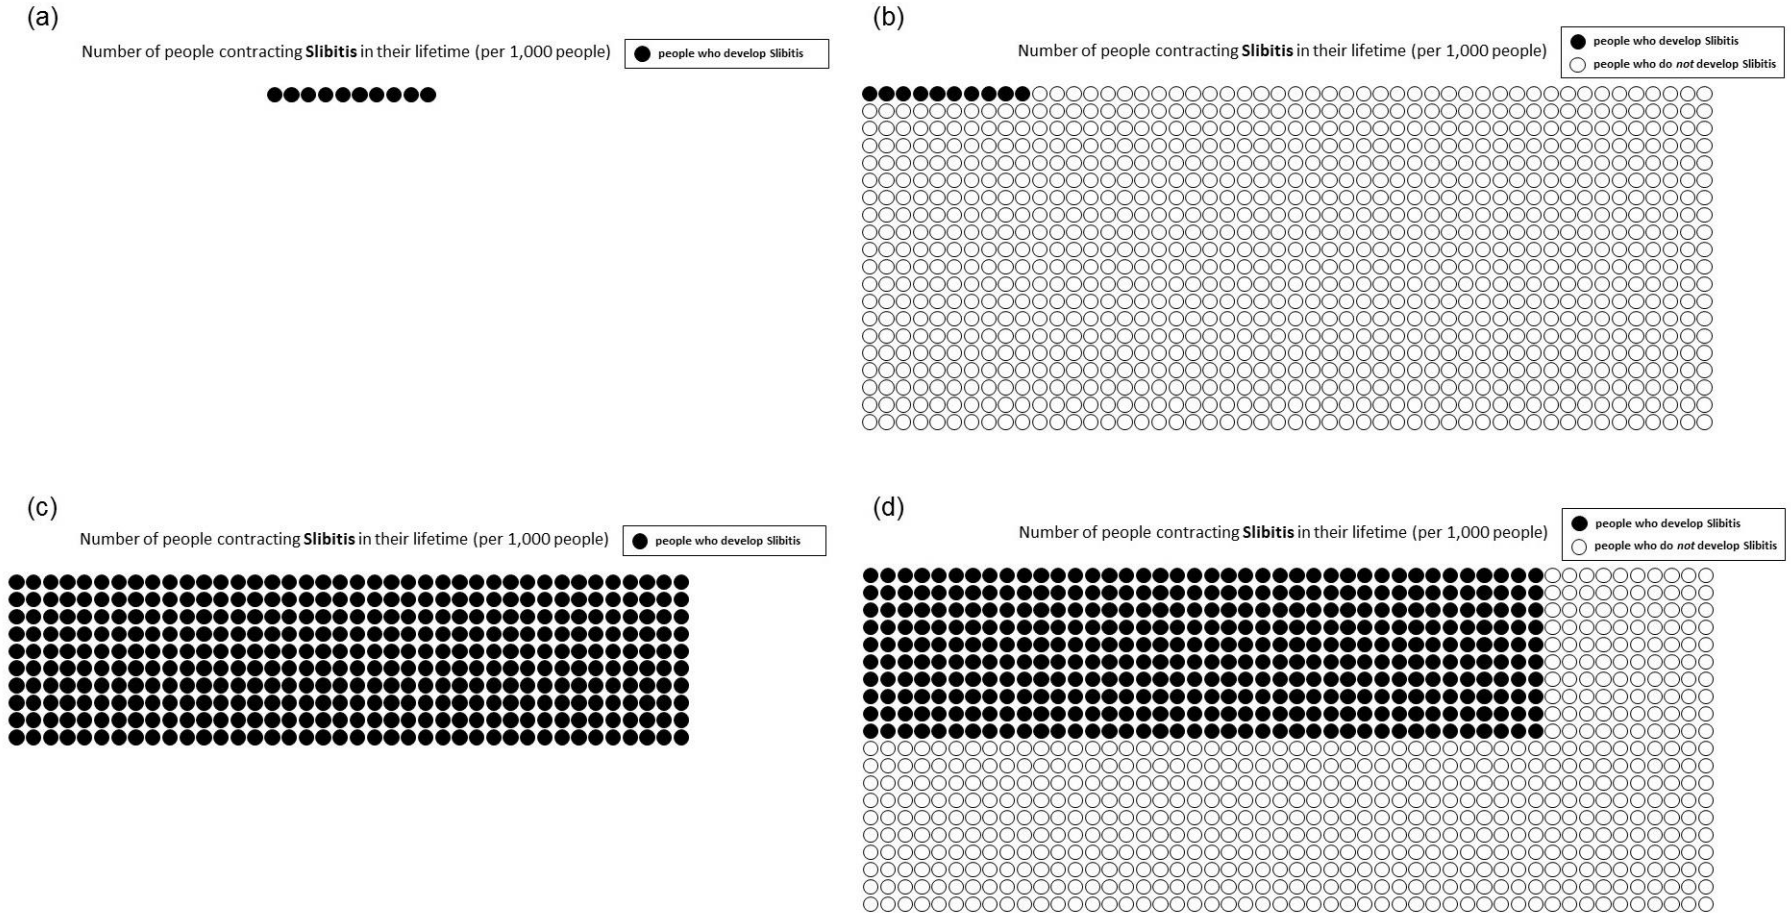 (a)
Number of people contracting Slibitis in their lifetime (per 1,000 people)
people who develop Slibitis
(b)
Number of people contracting Slibitis in their lifetime (per 1,000 people)
people who develop Slibitis
people who do not develop Slibitis
(c)
Number of people contracting Slibitis in their lifetime (per 1,000 people)
people who develop Slibitis
(d)
Number of people contracting Slibitis in their lifetime (per 1,000 people)
people who develop Slibitis
people who do not develop Slibitis